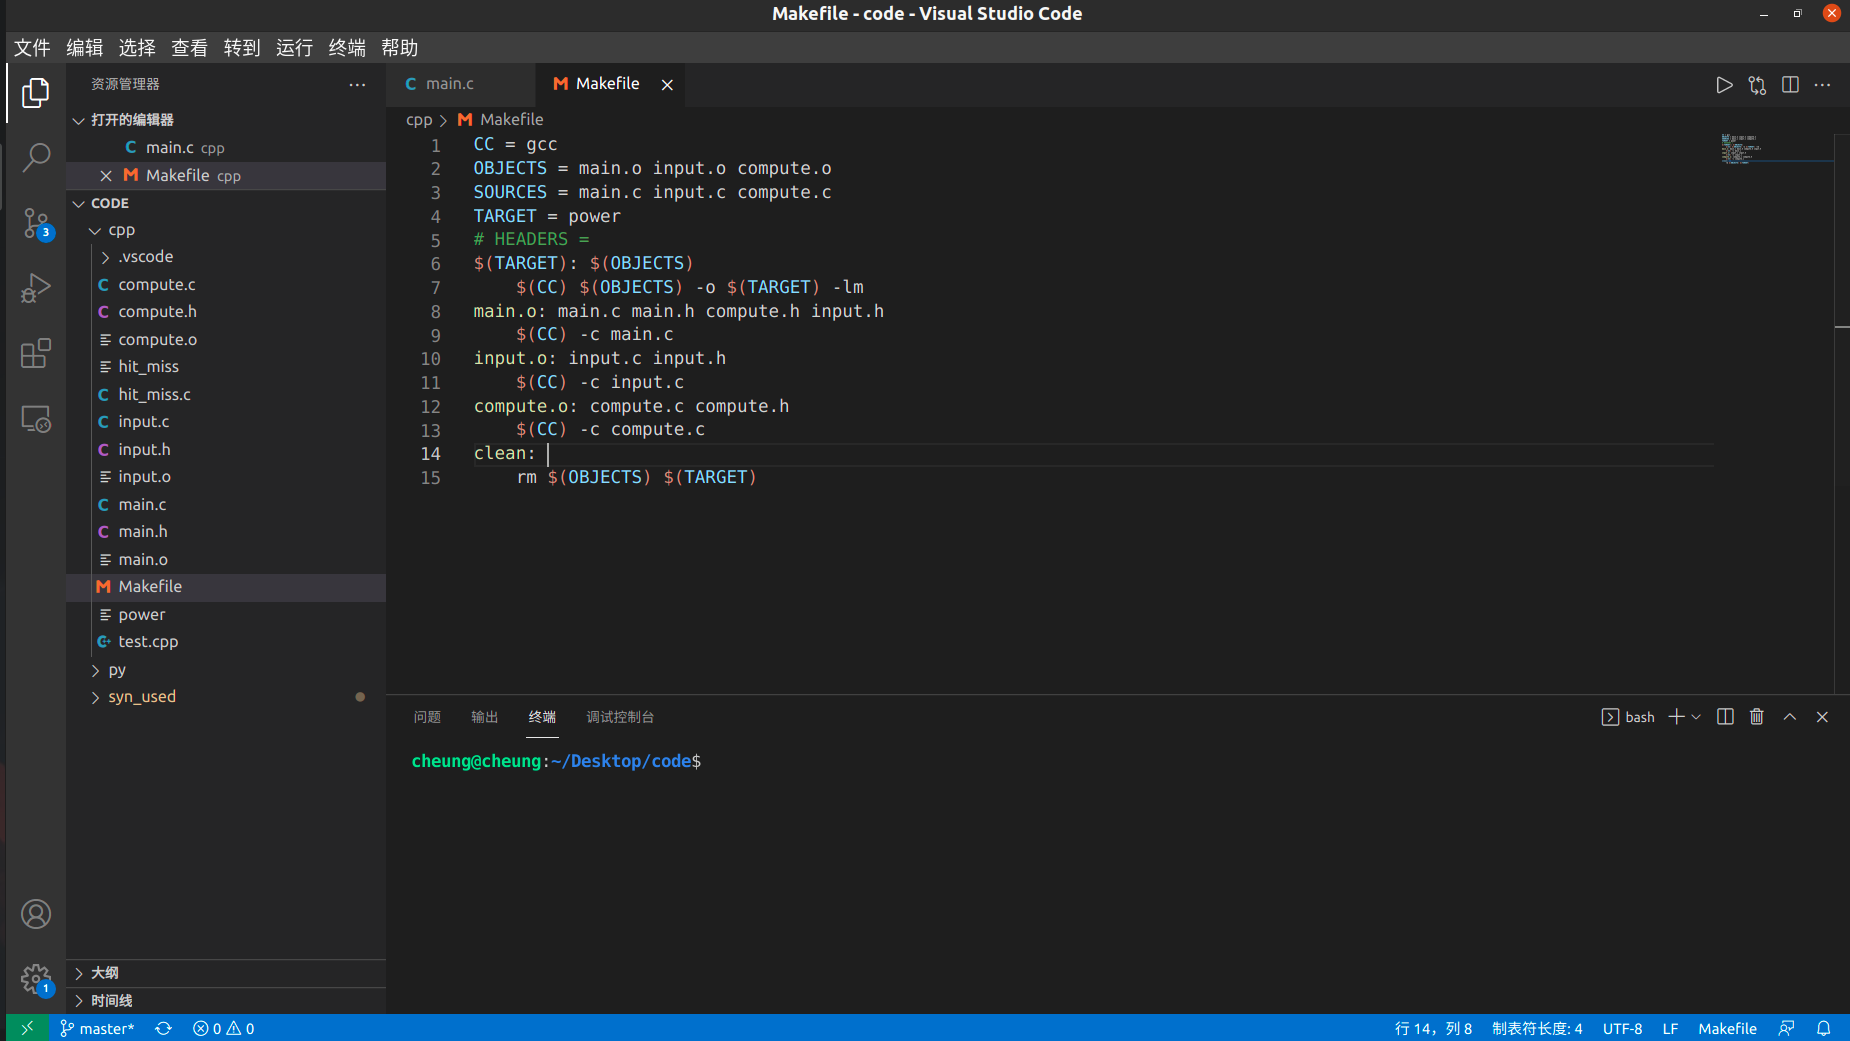 Makefile - code - Visual Studio Code
文件 编辑 选择 查看 转到 运行 终端 帮助
资源管理器
打开的编辑器
main.c cpp
Makefile cpp
CODE
cpp
.vscode
compute.c
compute.h
compute.o
hit_miss
hit_miss.c
input.c
input.h
input.o
main.c
main.h
main.o
Makefile
power
test.cpp
py
syn_used
大纲
时间线
3
1
main.c Makefile
cpp > Makefile
1 CC = gcc
2 OBJECTS = main.o input.o compute.o
3 SOURCES = main.c input.c compute.c
4 TARGET = power
5 # HEADERS =
6 $(TARGET): $(OBJECTS)
7 $(CC) $(OBJECTS) -o $(TARGET) -lm
8 main.o: main.c main.h compute.h input.h
9 $(CC) -c main.c
10 input.o: input.c input.h
11 $(CC) -c input.c
12 compute.o: compute.c compute.h
13 $(CC) -c compute.c
14 clean:
15 rm $(OBJECTS) $(TARGET)
问题 输出 终端 调试控制台 bash
cheung@cheung:~/Desktop/code$
master* 0 0 行 14，列 8 制表符长度: 4 UTF-8 LF Makefile